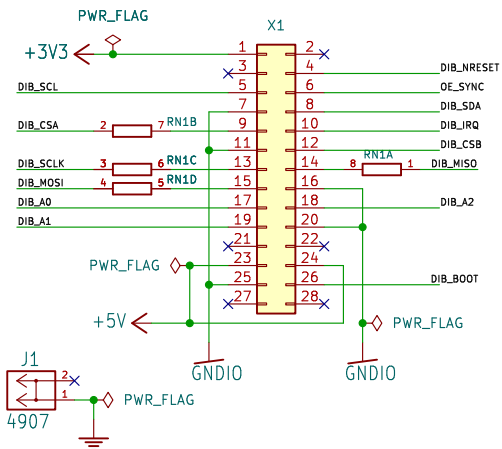 PWR_FLAG
X1
+3V3 1 2
3 4 DIB_NRESET
DIB_SCL 5 6 OE_SYNC
7 8 DIB_SDA
DIB_CSA 2 7 RN1B 9 10 DIB_IRQ
11 12 DIB_CSB
DIB_SCLK 3 6 RN1C 13 14 8 RN1A 1 DIB_MISO
DIB_MOSI 4 5 RN1D 15 16
DIB_A0 17 18 DIB_A2
DIB_A1 19 20
21 22
PWR_FLAG 23 24
25 26 DIB_BOOT
27 28
+5V PWR_FLAG
GNDIO GNDIO
J1
2
1 PWR_FLAG
4907